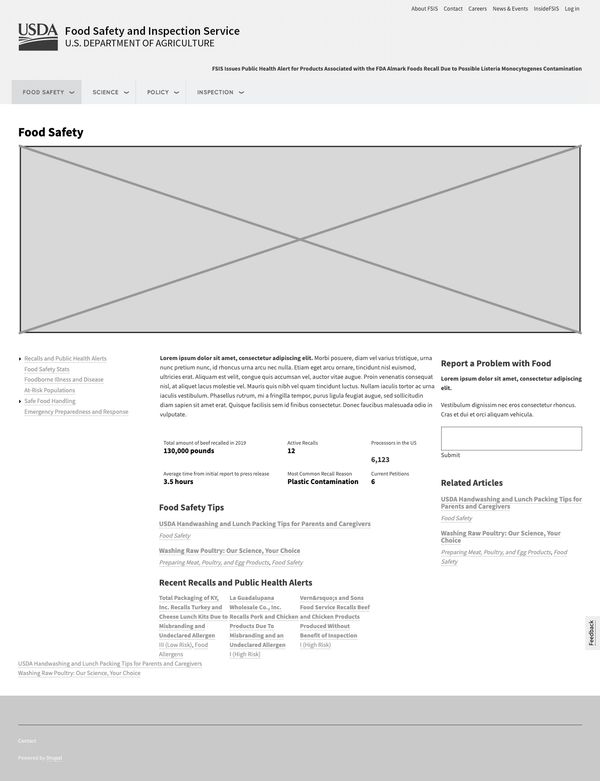 About FSIS Contact Careers News & Events InsideFSIS Log in
USDA
Food Safety and Inspection Service
U.S. DEPARTMENT OF AGRICULTURE
FSIS Issues Public Health Alert for Products Associated with the FDA Almark Foods Recall Due to Possible Listeria Monocytogenes Contamination
FOOD SAFETY SCIENCE POLICY INSPECTION
Food Safety
Recalls and Public Health Alerts
Food Safety Stats
Foodborne Illness and Disease
At-Risk Populations
Safe Food Handling
Emergency Preparedness and Response
Lorem ipsum dolor sit amet, consectetur adipiscing elit. Morbi posuere, diam vel varius tristique, urna
nunc pretium nunc, id rhoncus urna arcu nec nulla. Etiam eget arcu ornare, tincidunt nisl euismod,
ultricies erat. Aliquam est velit, congue quis accumsan vel, auctor vitae augue. Proin venenatis consequat
nisl, at aliquet lacus molestie vel. Mauris quis nibh vel quam tincidunt luctus. Nullam iaculis tortor ac urna
iaculis vestibulum. Phasellus rutrum, mi a fringilla tempor, purus ligula feugiat augue, sed sollicitudin
diam sapien sit amet erat. Quisque facilisis sem id finibus consectetur. Donec faucibus malesuada odio in
vulputate.
Total amount of beef recalled in 2019
130,000 pounds
Active Recalls
12
Processors in the US
6,123
Average time from initial report to press release
3.5 hours
Most Common Recall Reason
Plastic Contamination
Current Petitions
6
Food Safety Tips
USDA Handwashing and Lunch Packing Tips for Parents and Caregivers
Food Safety
Washing Raw Poultry: Our Science, Your Choice
Preparing Meat, Poultry, and Egg Products, Food Safety
Recent Recalls and Public Health Alerts
Total Packaging of KY, La Guadalupana Vern&rsquo;s and Sons
Inc. Recalls Turkey and Wholesale Co., Inc. Food Service Recalls Beef
Cheese Lunch Kits Due to Recalls Pork and Chicken and Chicken Products
Misbranding and Products Due To Produced Without
Undeclared Allergen Misbranding and an Benefit of Inspection
III (Low Risk), Food Undeclared Allergen I (High Risk)
Allergens I (High Risk)
USDA Handwashing and Lunch Packing Tips for Parents and Caregivers
Washing Raw Poultry: Our Science, Your Choice
Report a Problem with Food
Lorem ipsum dolor sit amet, consectetur adipiscing
elit.
Vestibulum dignissim nec eros consectetur rhoncus.
Cras et dui et orci aliquam vehicula.
Submit
Related Articles
USDA Handwashing and Lunch Packing Tips for
Parents and Caregivers
Food Safety
Washing Raw Poultry: Our Science, Your
Choice
Preparing Meat, Poultry, and Egg Products, Food
Safety
Feedback
Contact
Powered by Drupal